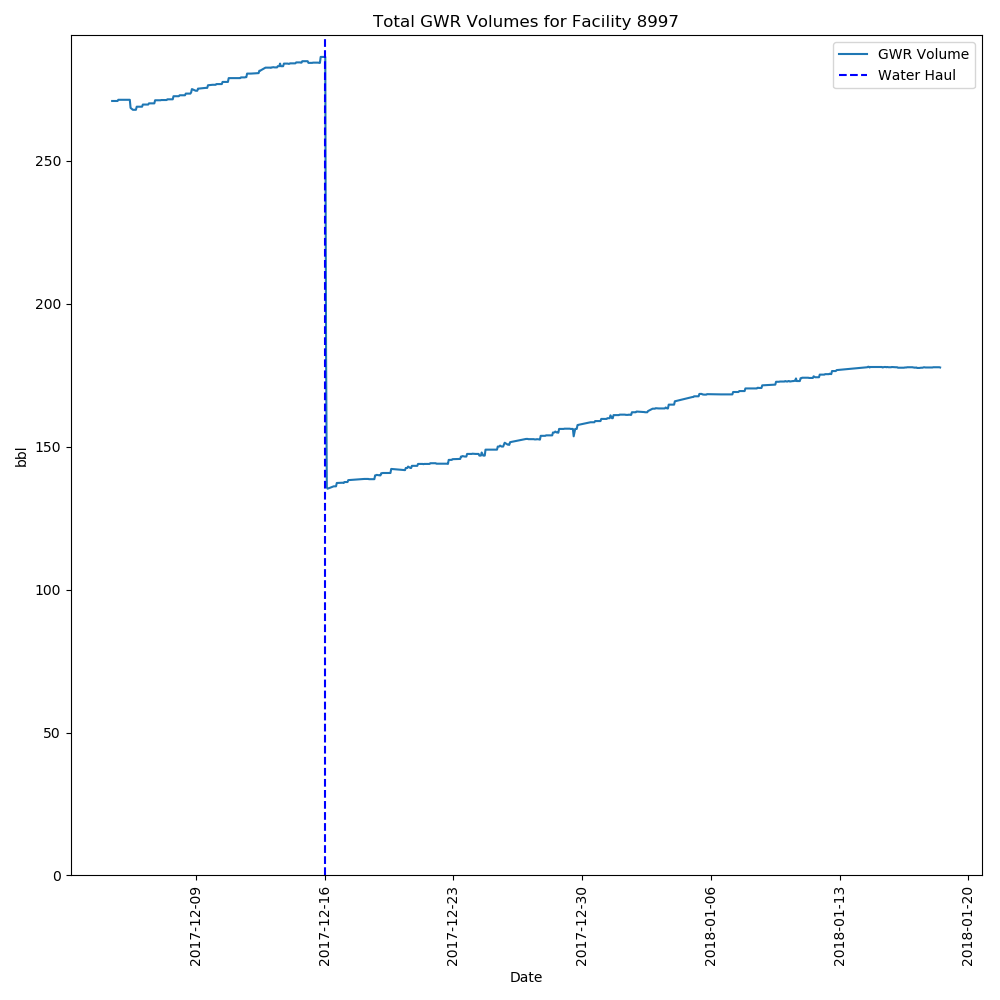 Total GWR Volumes for Facility 8997
GWR Volume
Water Haul
250
200
150
100
50
0
bbl
2017-12-09
2017-12-16
2017-12-23
2017-12-30
2018-01-06
2018-01-13
2018-01-20
Date